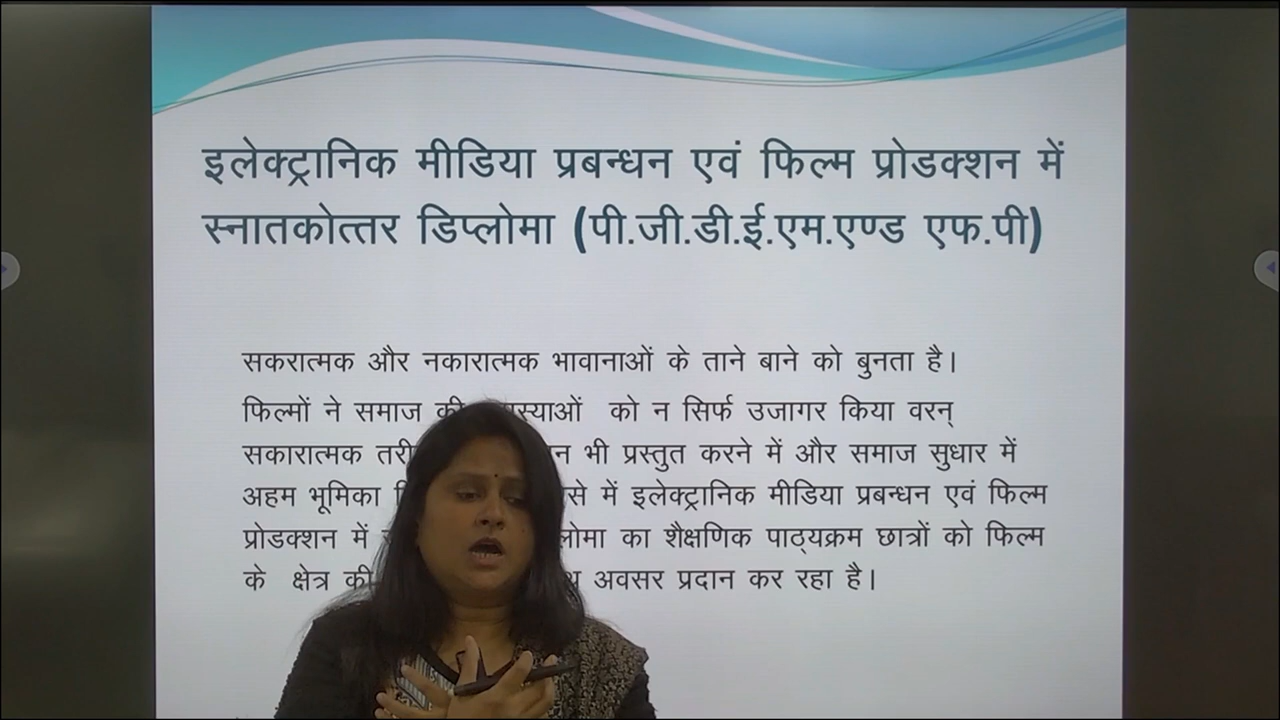 इलेक्ट्रानिक मीडिया प्रबन्धन एवं फिल्म प्रोडक्शन में
स्नातकोत्तर डिप्लोमा (पी.जी.डी.ई.एम.एण्ड एफ.पी)
सकरात्मक और नकारात्मक भावानाओं के ताने बाने को बुनता है।
फिल्मों ने समाज को न सिर्फ उजागर किया वरन्
सकारात्मक भी प्रस्तुत करने में और समाज सुधार में
अहम भूमिका में इलेक्ट्रानिक मीडिया प्रबन्धन एवं फिल्म
प्रोडक्शन में का शैक्षणिक पाठ्यक्रम छात्रों को फिल्म
के क्षेत्र अवसर प्रदान कर रहा है।